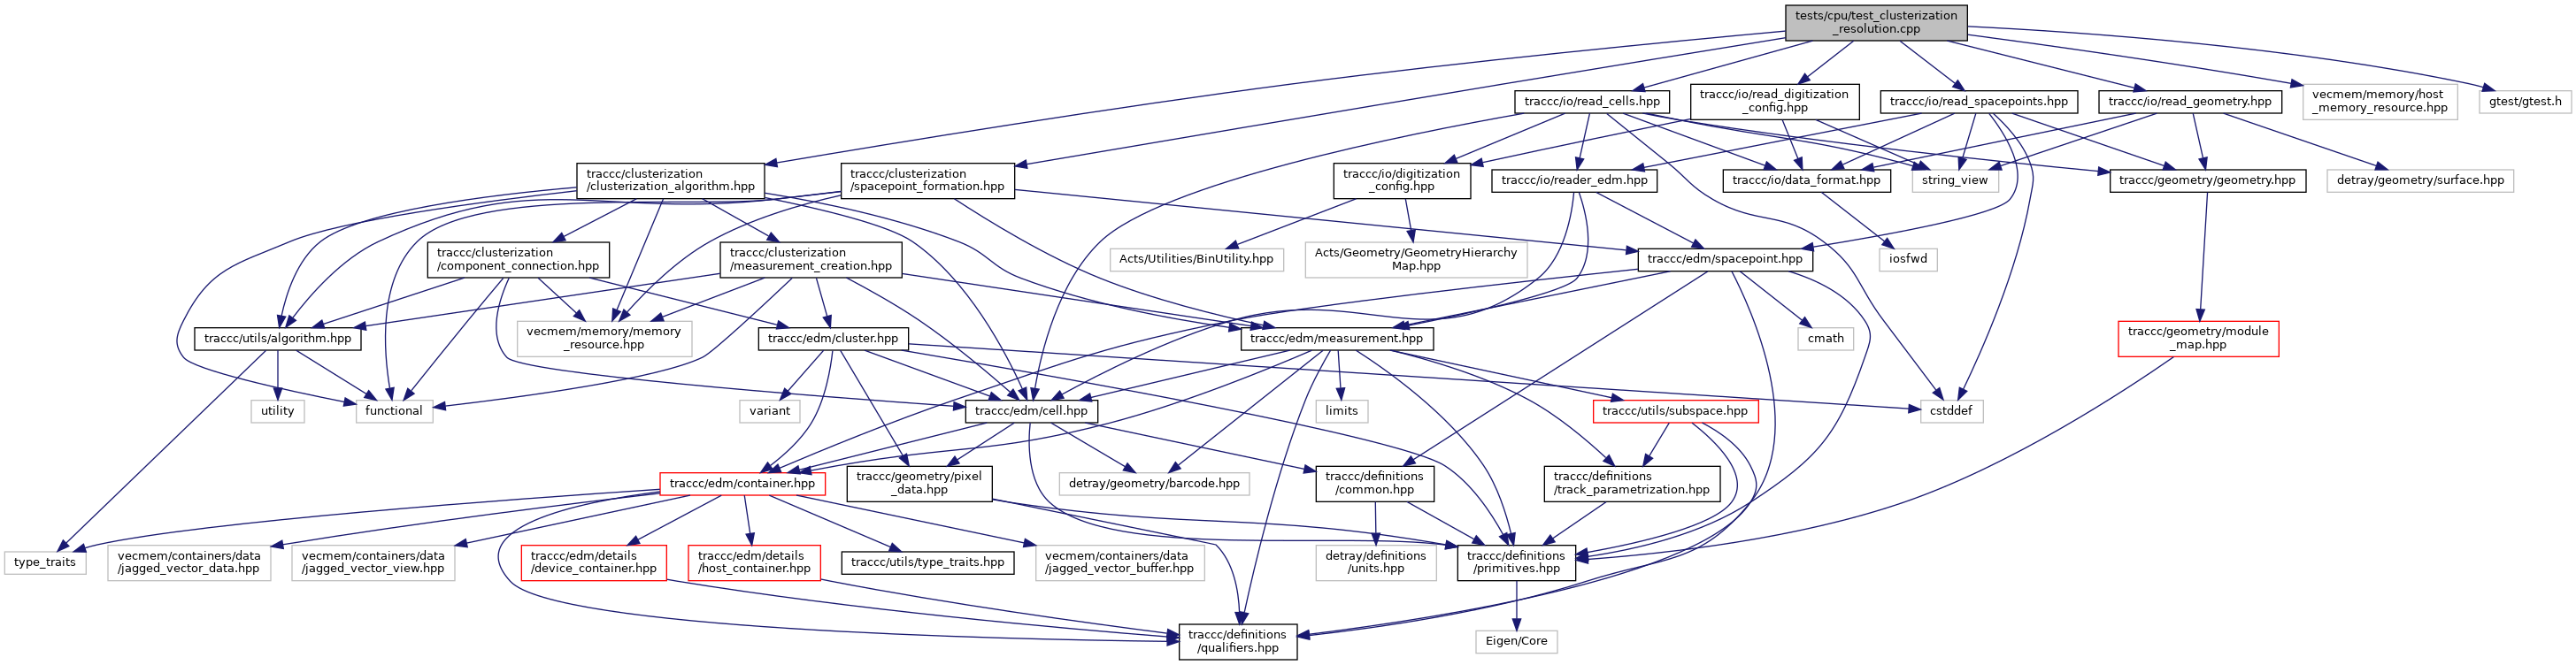 tests/cpu/test_clusterization
_resolution.cpp
traccc/io/read_cells.hpp
traccc/io/read_digitization
_config.hpp
traccc/io/read_spacepoints.hpp
traccc/io/read_geometry.hpp
vecmem/memory/host
_memory_resource.hpp
gtest/gtest.h
traccc/clusterization
/clusterization_algorithm.hpp
traccc/clusterization
/spacepoint_formation.hpp
traccc/io/digitization
_config.hpp
traccc/io/reader_edm.hpp
traccc/io/data_format.hpp
string_view
traccc/geometry/geometry.hpp
detray/geometry/surface.hpp
traccc/clusterization
/component_connection.hpp
traccc/clusterization
/measurement_creation.hpp
Acts/Utilities/BinUtility.hpp
Acts/Geometry/GeometryHierarchy
Map.hpp
traccc/edm/spacepoint.hpp
iosfwd
traccc/utils/algorithm.hpp
vecmem/memory/memory
_resource.hpp
traccc/edm/cluster.hpp
traccc/edm/measurement.hpp
cmath
traccc/geometry/module
_map.hpp
utility
functional
variant
traccc/edm/cell.hpp
limits
traccc/utils/subspace.hpp
cstddef
traccc/edm/container.hpp
traccc/geometry/pixel
_data.hpp
detray/geometry/barcode.hpp
traccc/definitions
/common.hpp
traccc/definitions
/track_parametrization.hpp
type_traits
vecmem/containers/data
/jagged_vector_data.hpp
vecmem/containers/data
/jagged_vector_view.hpp
traccc/edm/details
/device_container.hpp
traccc/edm/details
/host_container.hpp
traccc/utils/type_traits.hpp
vecmem/containers/data
/jagged_vector_buffer.hpp
detray/definitions
/units.hpp
traccc/definitions
/primitives.hpp
traccc/definitions
/qualifiers.hpp
Eigen/Core